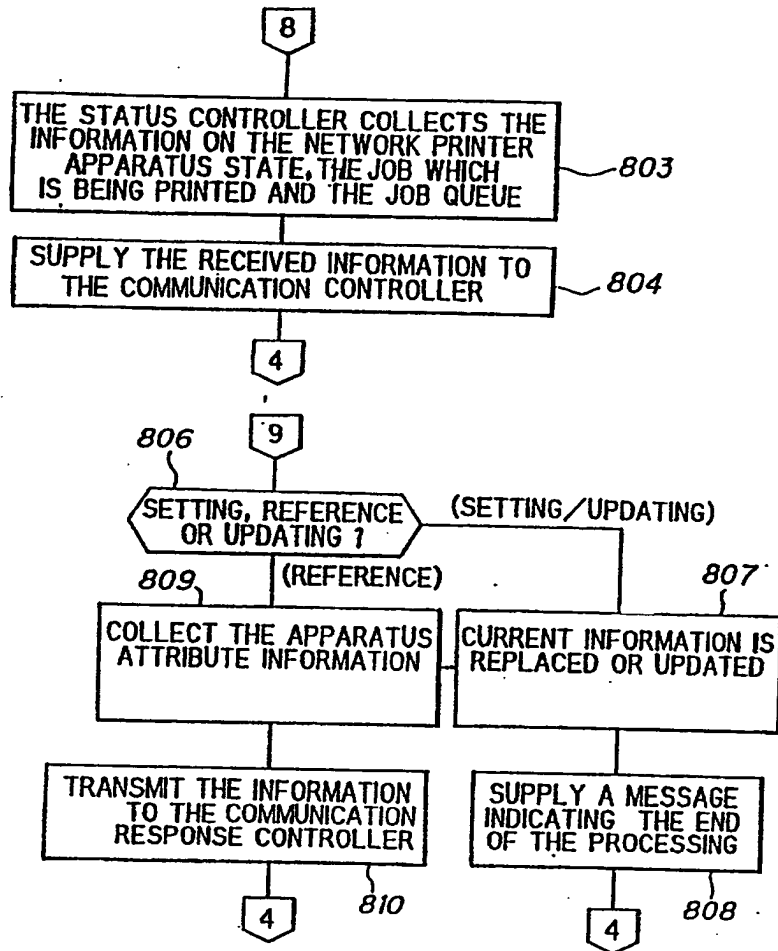 8
THE STATUS CONTROLLER COLLECTS THE
INFORMATION ON THE NETWORK PRINTER
APPARATUS STATE, THE JOB WHICH
IS BEING PRINTED AND THE JOB QUEUE
803
SUPPLY THE RECEIVED INFORMATION TO
THE COMMUNICATION CONTROLLER
804
4
9
806
SETTING, REFERENCE
OR UPDATING ?
(SETTING/UPDATING)
(REFERENCE)
809
COLLECT THE APPARATUS
ATTRIBUTE INFORMATION
807
CURRENT INFORMATION IS
REPLACED OR UPDATED
TRANSMIT THE INFORMATION
TO THE COMMUNICATION
RESPONSE CONTROLLER
810
4
SUPPLY A MESSAGE
INDICATING THE END
OF THE PROCESSING
808
4